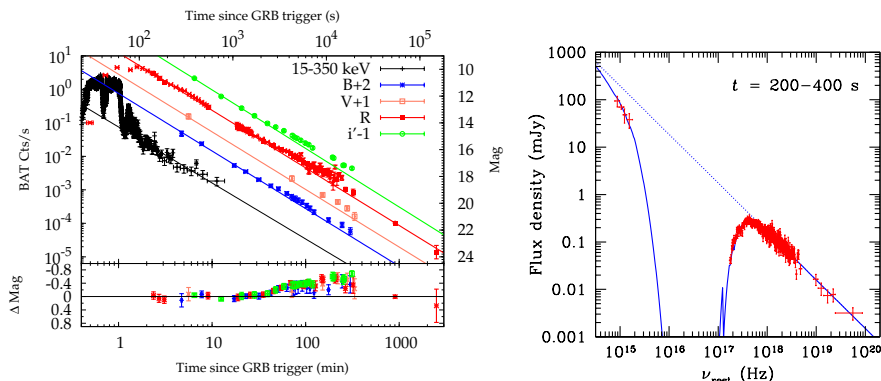 Time since GRB trigger (s)
10² 10³ 10⁴ 10⁵
10¹
10⁰
10⁻¹
10⁻²
10⁻³
10⁻⁴
10⁻⁵
BAT Cts/s
15-350 keV
B+2
V+1
R
i'-1
10
12
14
16
18
20
22
24
Mag
-0.8
-0.4
0
0.4
0.8
Δ Mag
1 10 100 1000
Time since GRB trigger (min)
1000
100
10
1
0.1
0.01
0.001
Flux density (mJy)
t = 200-400 s
10¹⁵ 10¹⁶ 10¹⁷ 10¹⁸ 10¹⁹ 10²⁰
(Hz)